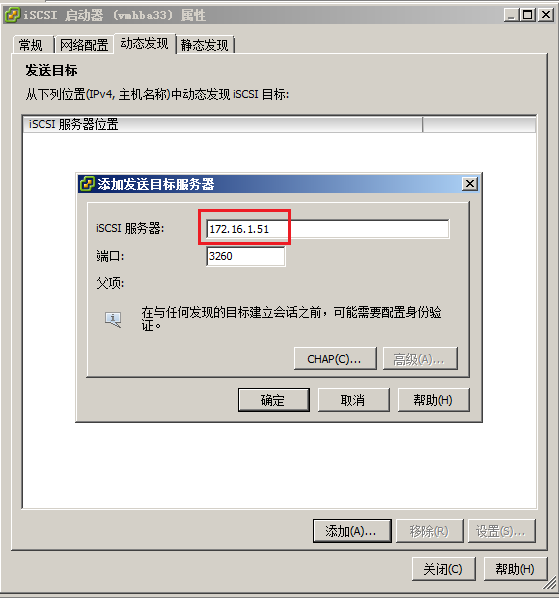 iSCSI 启动器 (vmhba33) 属性
常规 网络配置 动态发现 静态发现
发送目标
从下列位置(IPv4, 主机名称)中动态发现 iSCSI 目标:
iSCSI 服务器位置
添加发送目标服务器
iSCSI 服务器: 172.16.1.51
端口: 3260
父项:
在与任何发现的目标建立会话之前，可能需要配置身份验
证。
CHAP(C)... 高级(A)...
确定 取消 帮助(H)
添加(A)... 移除(R) 设置(S)...
关闭(C) 帮助(H)